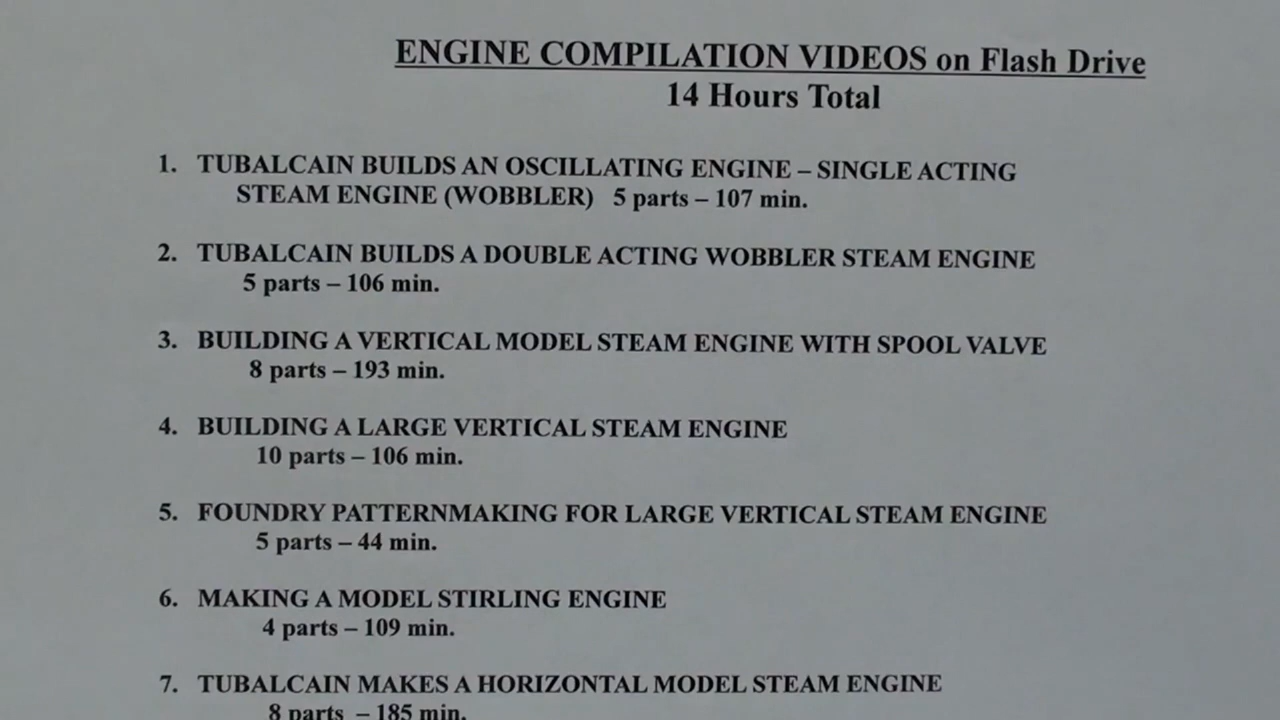 ENGINE COMPILATION VIDEOS on Flash Drive
14 Hours Total
1. TUBALCAIN BUILDS AN OSCILLATING ENGINE – SINGLE ACTING
STEAM ENGINE (WOBBLER) 5 parts – 107 min.
2. TUBALCAIN BUILDS A DOUBLE ACTING WOBBLER STEAM ENGINE
5 parts – 106 min.
3. BUILDING A VERTICAL MODEL STEAM ENGINE WITH SPOOL VALVE
8 parts – 193 min.
4. BUILDING A LARGE VERTICAL STEAM ENGINE
10 parts – 106 min.
5. FOUNDRY PATTERNMAKING FOR LARGE VERTICAL STEAM ENGINE
5 parts – 44 min.
6. MAKING A MODEL STIRLING ENGINE
4 parts – 109 min.
7. TUBALCAIN MAKES A HORIZONTAL MODEL STEAM ENGINE
8 parts – 185 min.